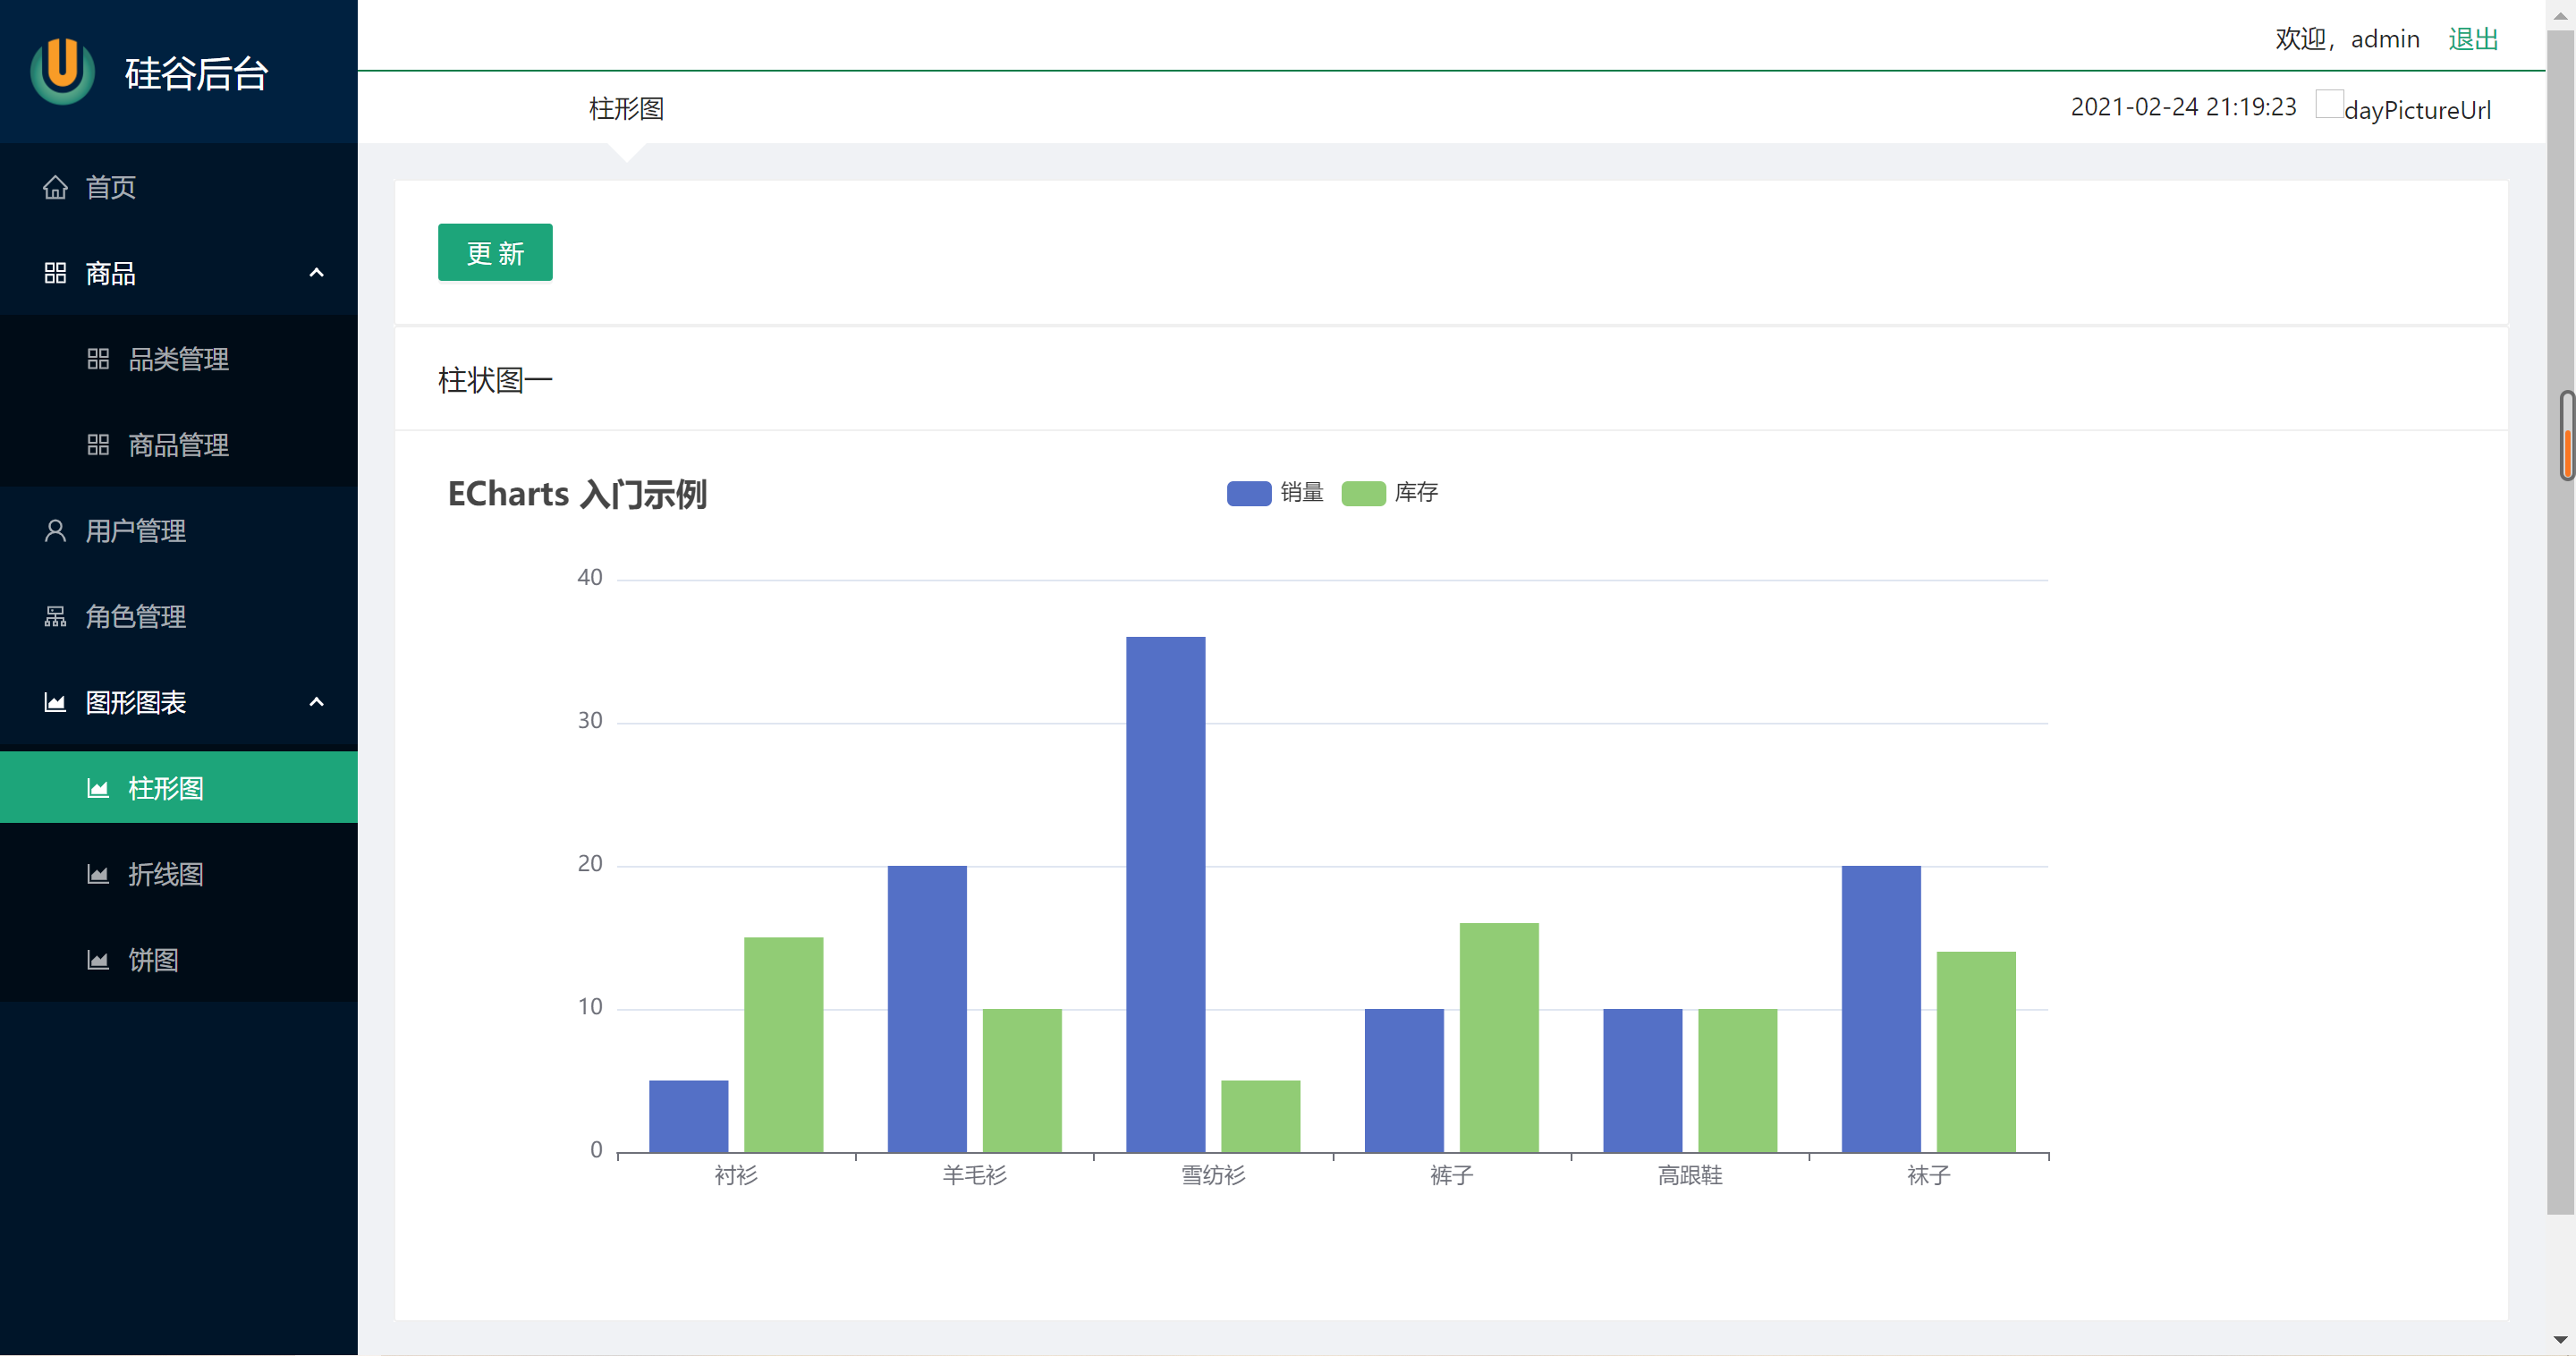 硅谷后台
首页
商品
品类管理
商品管理
用户管理
角色管理
图形图表
柱形图
折线图
饼图
欢迎，admin 退出
柱形图
2021-02-24 21:19:23 dayPictureUrl
更 新
柱状图一
ECharts 入门示例
销量 库存
40
30
20
10
0
衬衫 羊毛衫 雪纺衫 裤子 高跟鞋 袜子